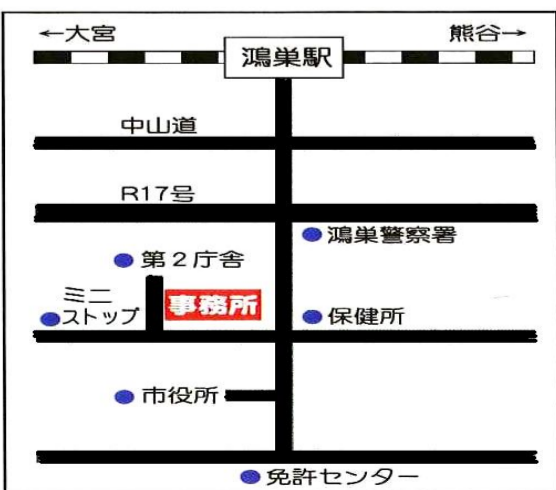 ←大宮
熊谷→
鴻巣駅
中山道
R17号
鴻巣警察署
第2庁舎
ミニ
ストップ
事務所
保健所
市役所
免許センター